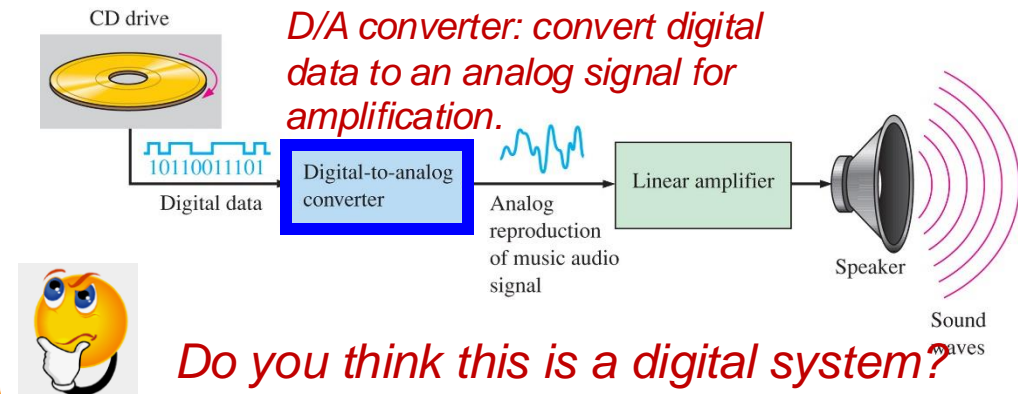 CD drive
D/A converter: convert digital
data to an analog signal for
amplification.
10110011101
Digital data
Digital-to-analog
converter
Analog
reproduction
of music audio
signal
Linear amplifier
Speaker
Sound
waves
Do you think this is a digital system?